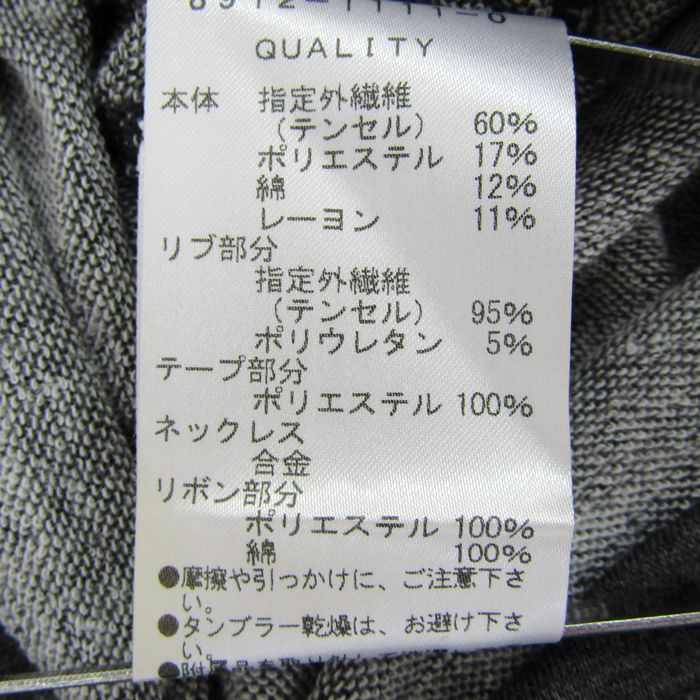 QUALITY
本体 指定外繊維
(テンセル) 60%
ポリエステル 17%
綿 12%
レーヨン 11%
リブ部分
指定外繊維
(テンセル) 95%
ポリウレタン 5%
テープ部分
ポリエステル 100%
ネックレス
合金
リボン部分
ポリエステル 100%
綿 100%
●摩擦や引っかけに、ご注意下さ
い。
●タンブラー乾燥は、お避け下さ
い。